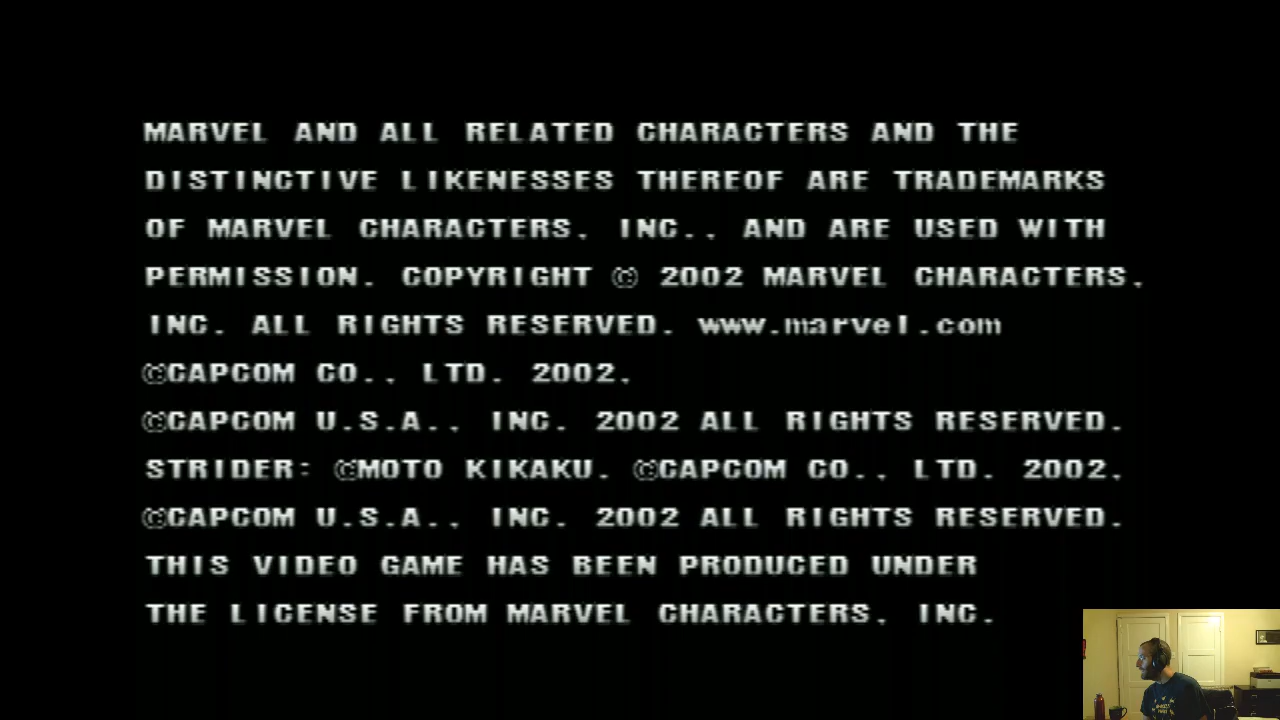 MARVEL AND ALL RELATED CHARACTERS AND THE
DISTINCTIVE LIKENESSES THEREOF ARE TRADEMARKS
OF MARVEL CHARACTERS, INC., AND ARE USED WITH
PERMISSION. COPYRIGHT © 2002 MARVEL CHARACTERS,
INC. ALL RIGHTS RESERVED. www.marvel.com
©CAPCOM CO., LTD. 2002,
©CAPCOM U.S.A., INC. 2002 ALL RIGHTS RESERVED.
STRIDER: ©MOTO KIKAKU. ©CAPCOM CO., LTD. 2002,
©CAPCOM U.S.A., INC. 2002 ALL RIGHTS RESERVED.
THIS VIDEO GAME HAS BEEN PRODUCED UNDER
THE LICENSE FROM MARVEL CHARACTERS, INC.